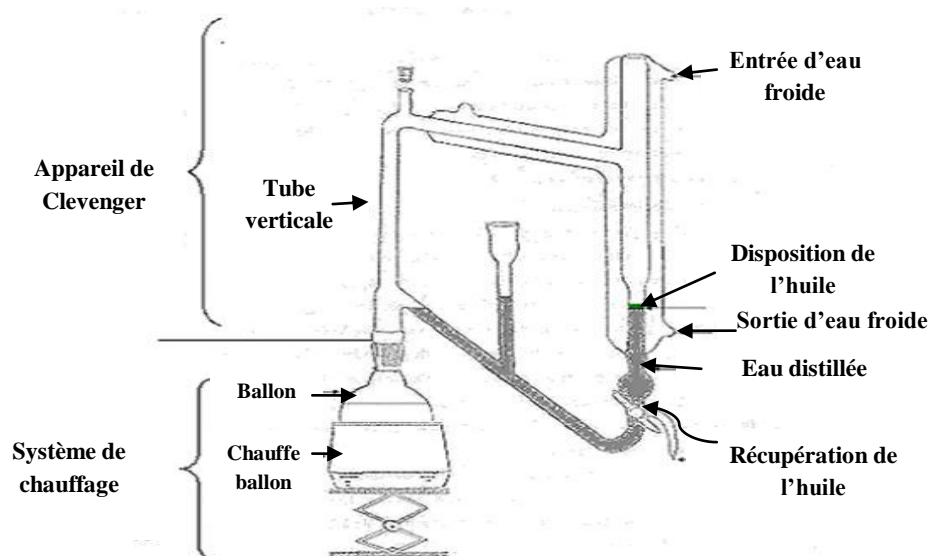 Entrée d’eau
froide
Appareil de
Clevenger
Tube
verticale
Disposition de
l’huile
Sortie d’eau froide
Eau distillée
Ballon
Système de
chauffage
Chauffe
ballon
Récupération de
l’huile